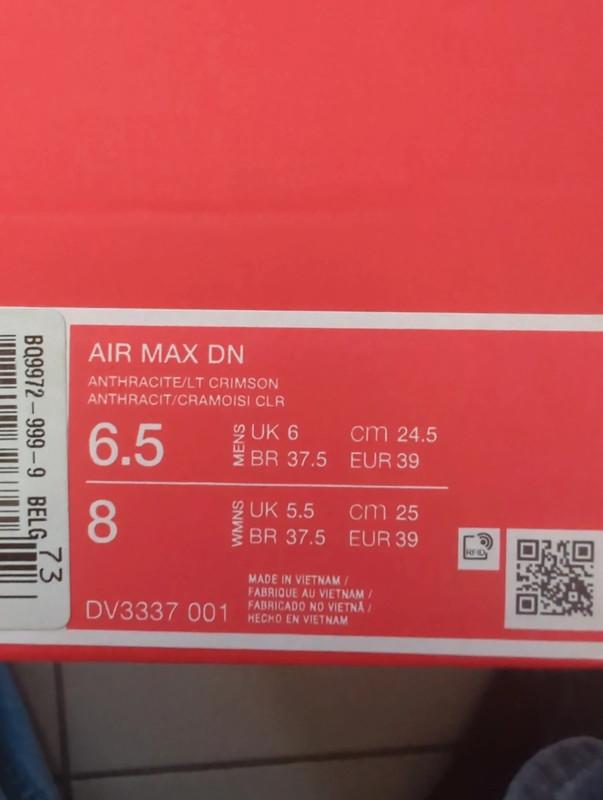 BQ9972-999-9 BELG
73
AIR MAX DN
ANTHRACITE/LT CRIMSON
ANTHRACIT/CRAMOISI CLR
6.5 MENS UK 6 cm 24.5
BR 37.5 EUR 39
8 WMNS UK 5.5 cm 25
BR 37.5 EUR 39
RFID
MADE IN VIETNAM /
FABRIQUE AU VIETNAM /
FABRICADO NO VIETNÃ /
HECHO EN VIETNAM
DV3337 001